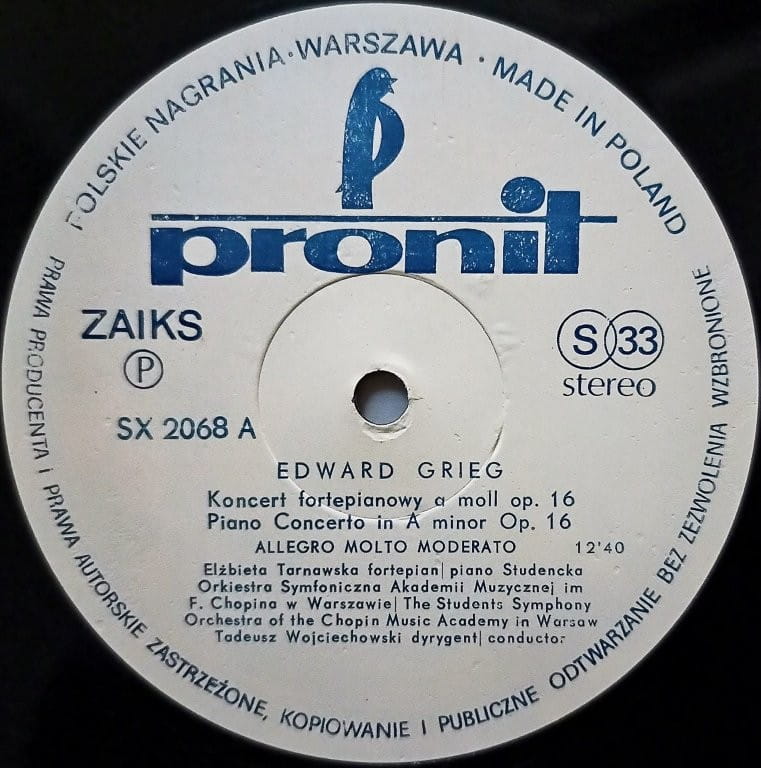 POLSKIE NAGRANIA · WARSZAWA · MADE IN POLAND
pronit
ZAIKS
P
S 33
stereo
SX 2068 A
EDWARD GRIEG
Koncert fortepianowy a moll op. 16
Piano Concerto in A minor Op. 16
ALLEGRO MOLTO MODERATO 12'40
Elżbieta Tarnawska fortepian| piano Studencka
Orkiestra Symfoniczna Akademii Muzycznej im
F. Chopina w Warszawie| The Students Symphony
Orchestra of the Chopin Music Academy in Warsaw
Tadeusz Wojciechowski dyrygent| conductor
PRAWA PRODUCENTA i PRAWA AUTORSKIE ZASTRZEŻONE, KOPIOWANIE I PUBLICZNE ODTWARZANIE BEZ ZEZWOLENIA WZBRONIONE